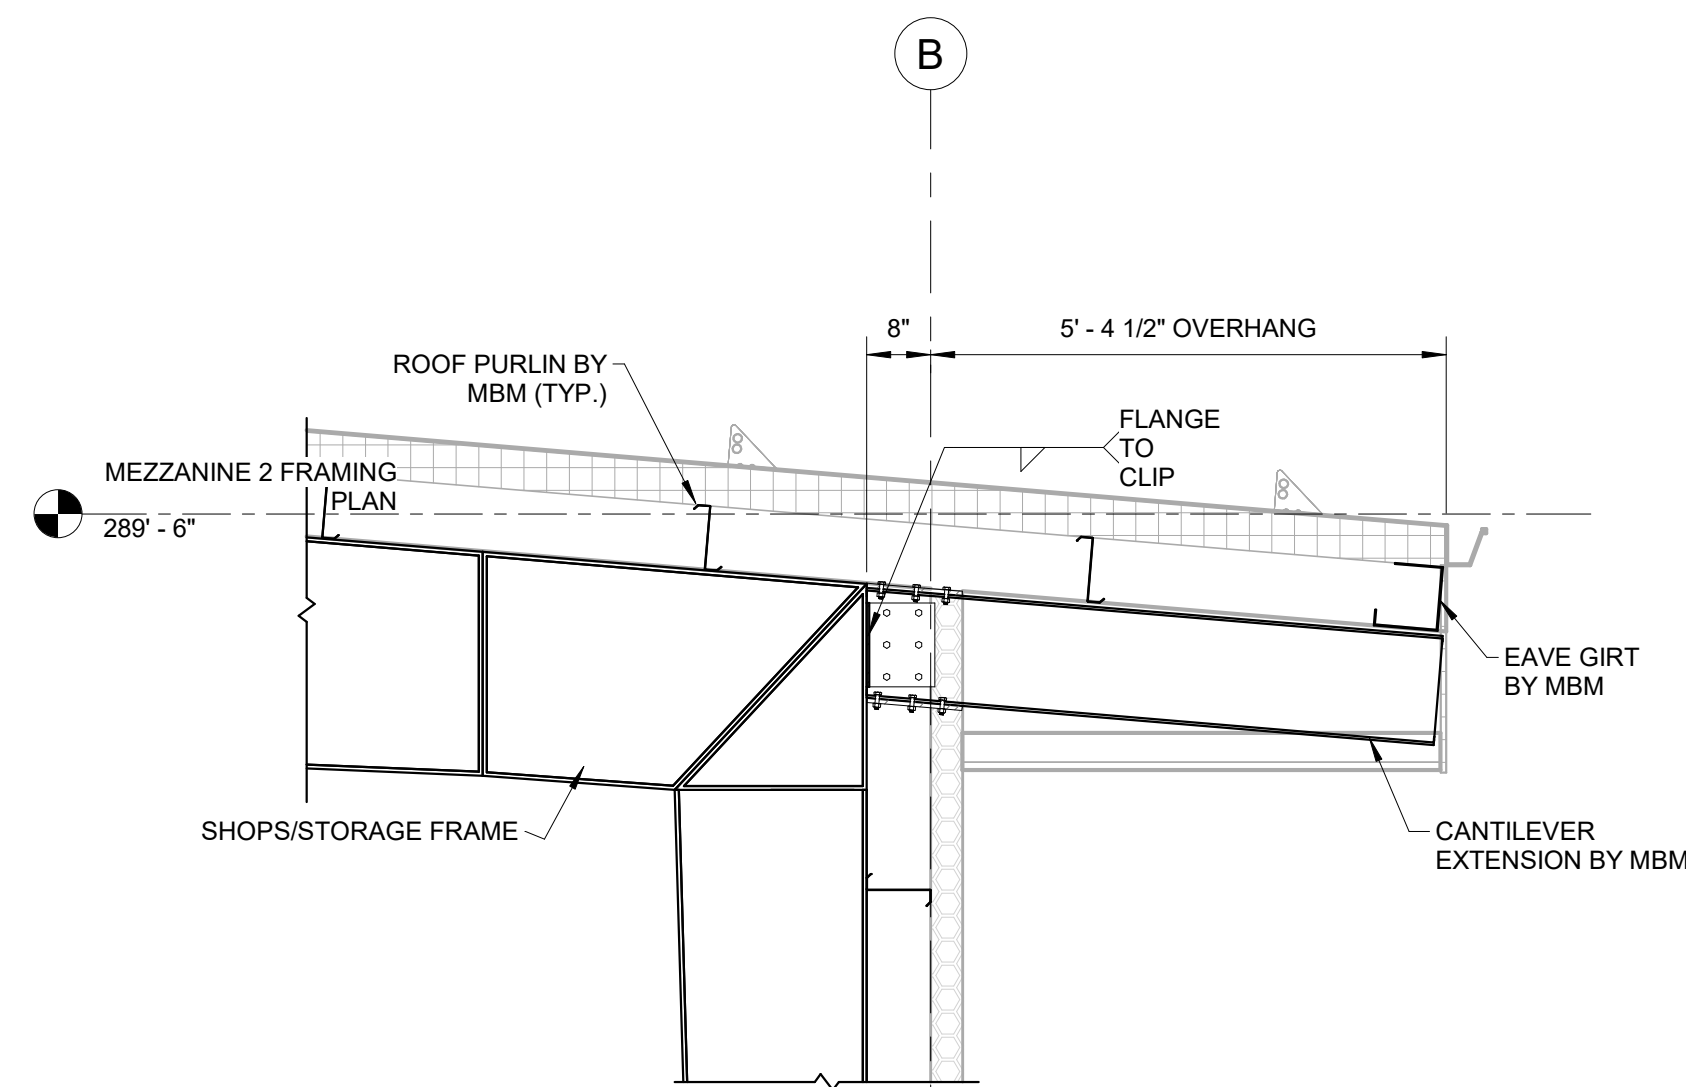 B
8"
5' - 4 1/2" OVERHANG
ROOF PURLIN BY
MBM (TYP.)
FLANGE
TO
CLIP
MEZZANINE 2 FRAMING
PLAN
289' - 6"
EAVE GIRT
BY MBM
SHOPS/STORAGE FRAME
CANTILEVER
EXTENSION BY MBM